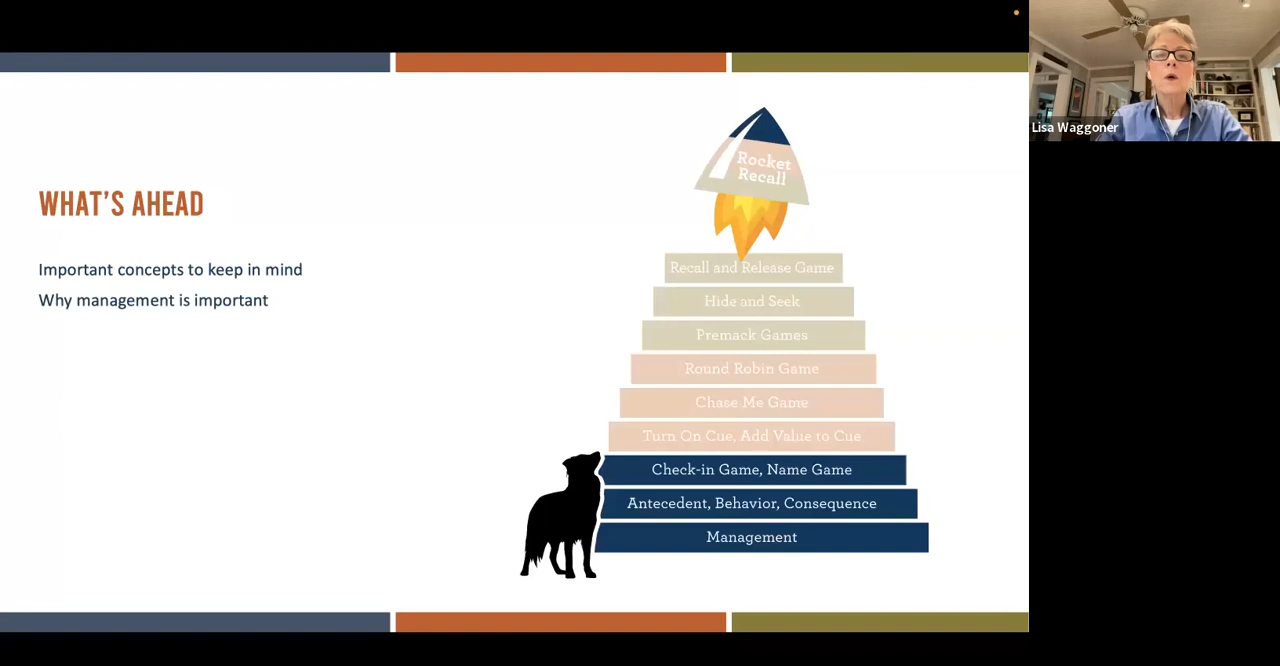 WHAT'S AHEAD
Important concepts to keep in mind
Why management is important
Rocket
Recall
Recall and Release Game
Hide and Seek
Premack Games
Round Robin Game
Chase Me Game
Turn On Cue, Add Value to Cue
Check-in Game, Name Game
Antecedent, Behavior, Consequence
Management
Lisa Waggoner